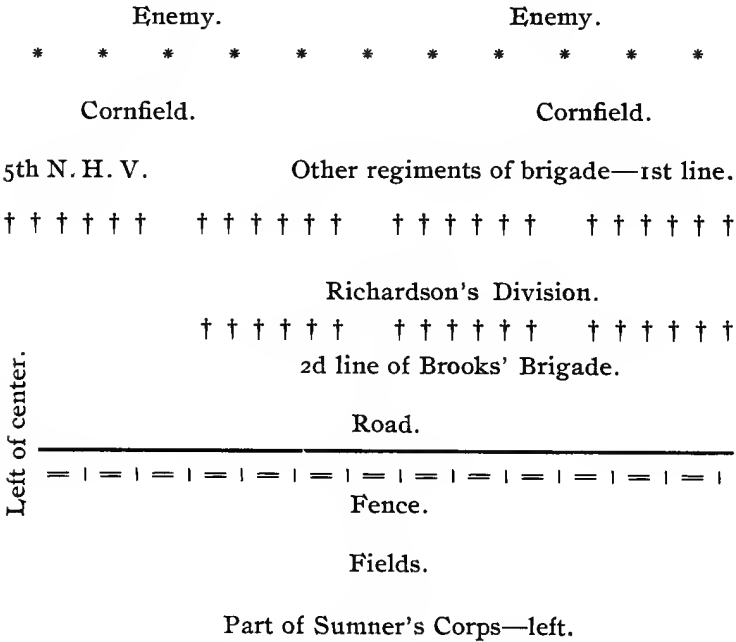 Enemy. Enemy.
* * * * * * * * * * *
Cornfield. Cornfield.
5th N. H. V. Other regiments of brigade—1st line.
† † † † † † † † † † † † † † † † † † † † † † † †
Richardson's Division.
† † † † † † † † † † † † † † † † † †
2d line of Brooks' Brigade.
Left of center.
Road.
= | = | = | = | = | = | = | = | = | = | = | = | = |
Fence.
Fields.
Part of Sumner's Corps—left.